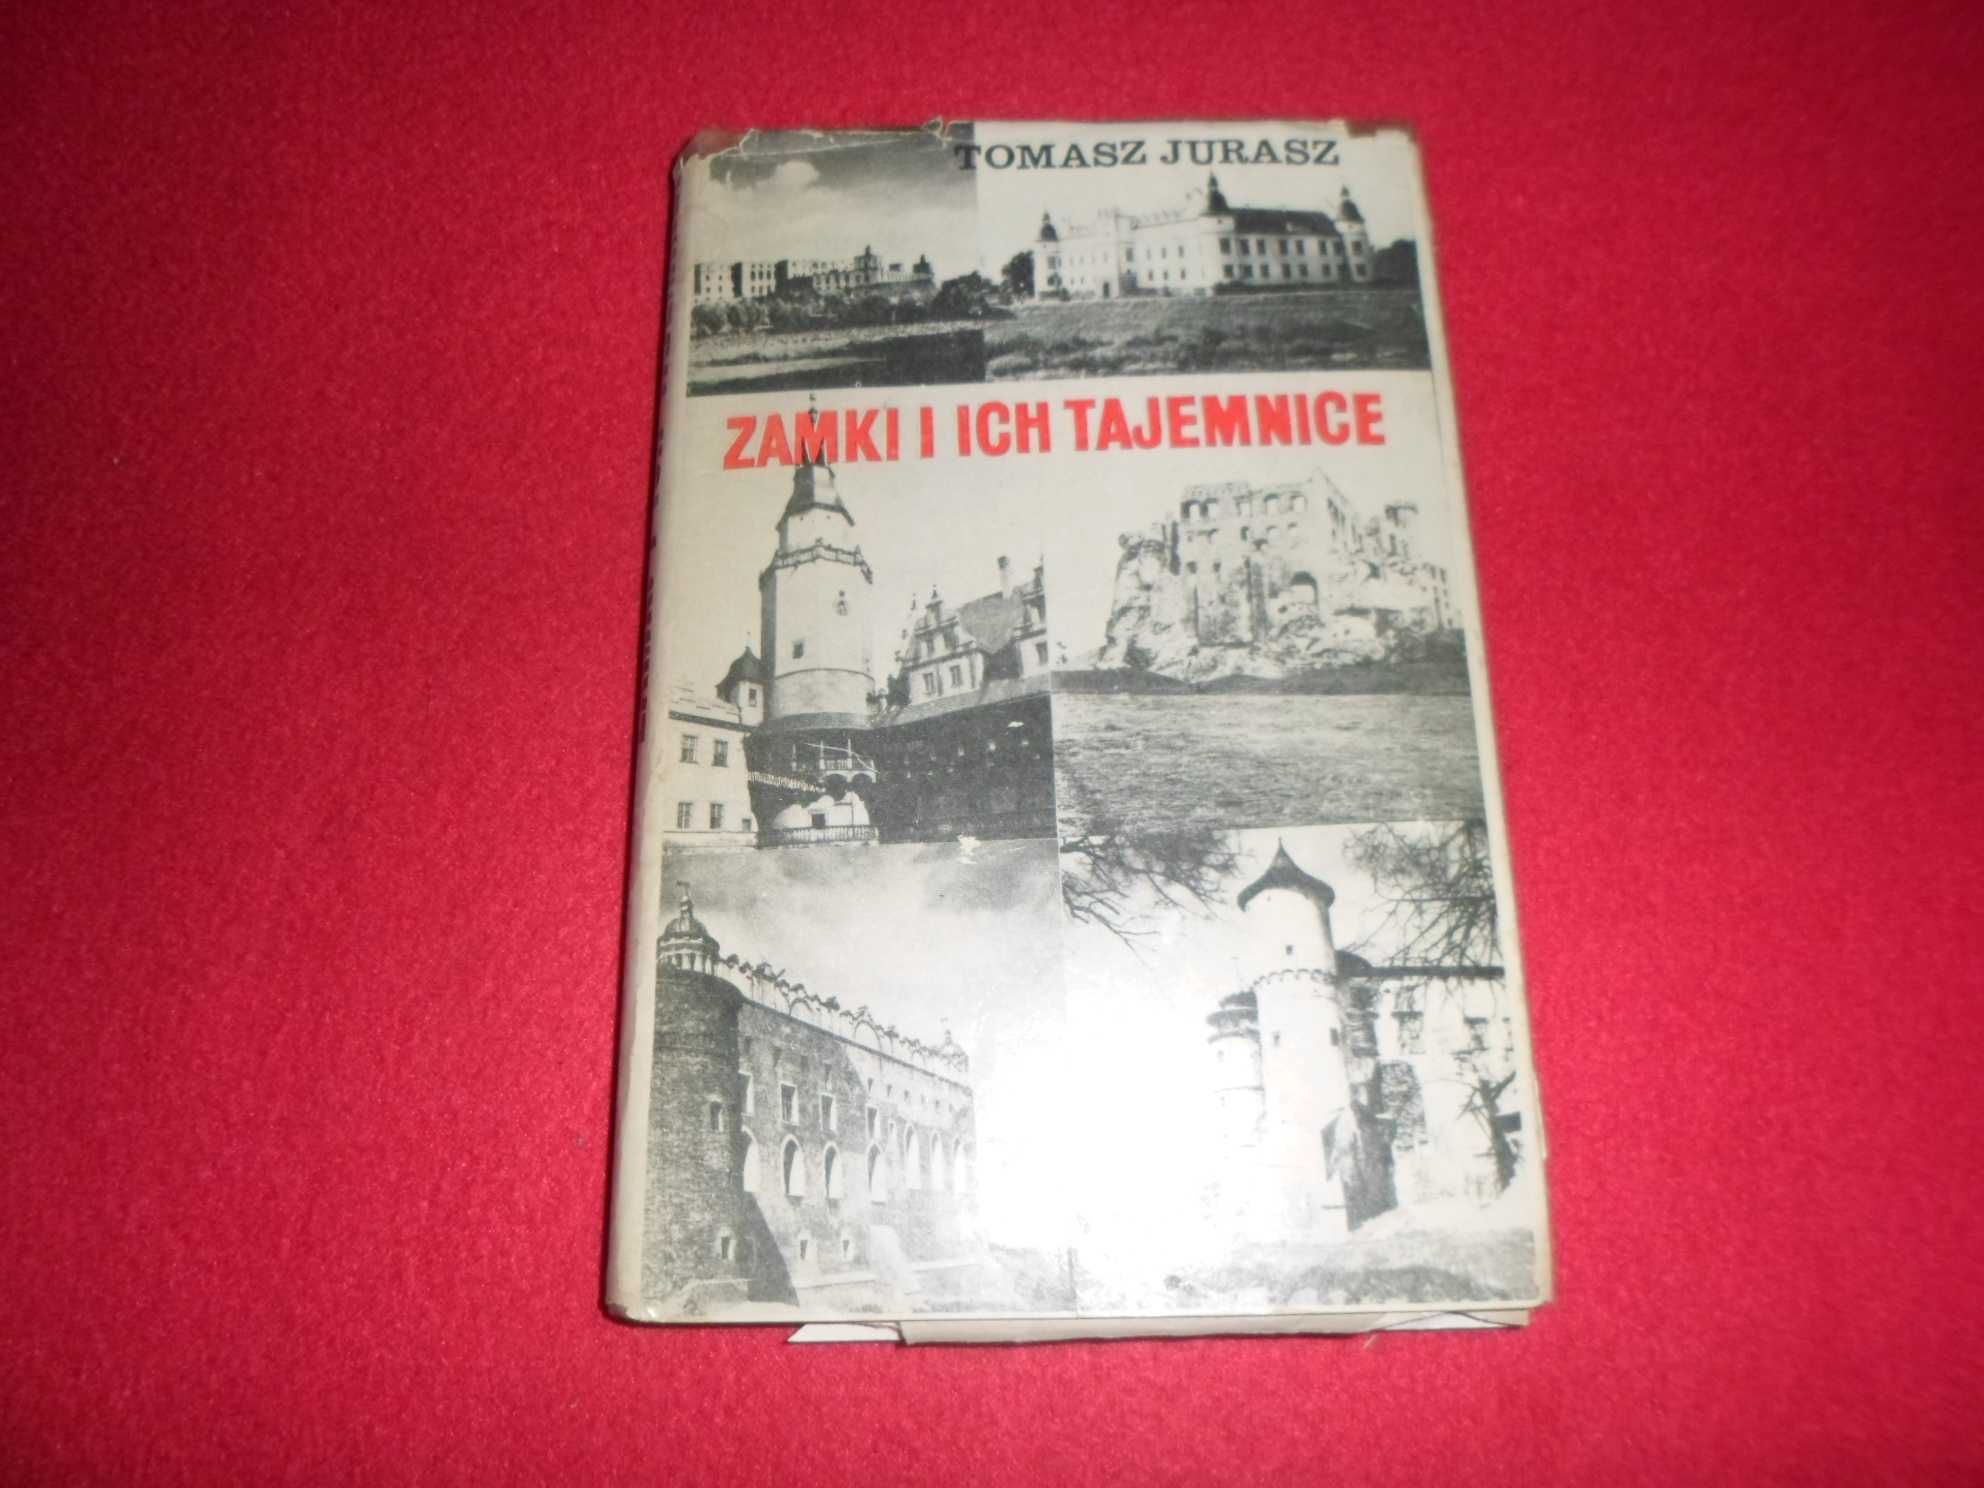 TOMASZ JURASZ
ZAMKI I ICH TAJEMNICE